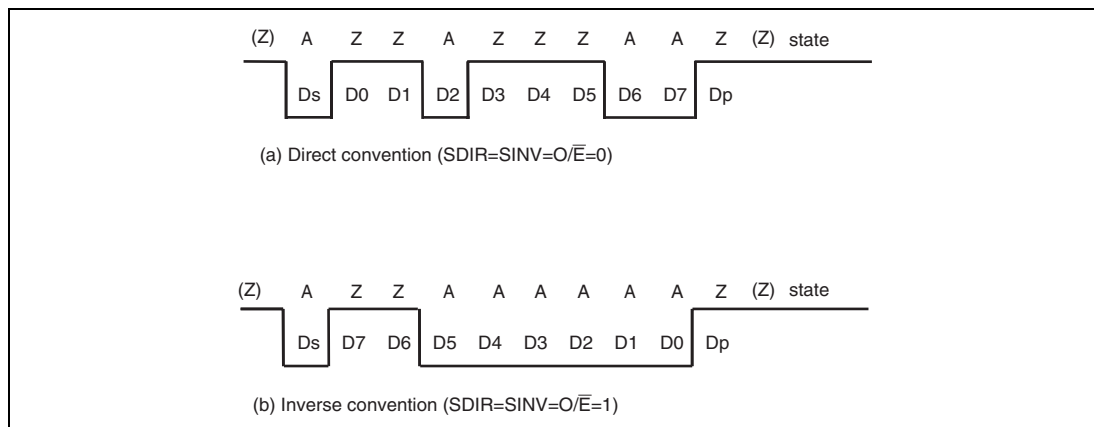 (Z) A Z Z A Z Z Z A A Z (Z) state
Ds D0 D1 D2 D3 D4 D5 D6 D7 Dp
(a) Direct convention (SDIR=SINV=O/E̅=0)
(Z) A Z Z A A A A A A Z (Z) state
Ds D7 D6 D5 D4 D3 D2 D1 D0 Dp
(b) Inverse convention (SDIR=SINV=O/E̅=1)